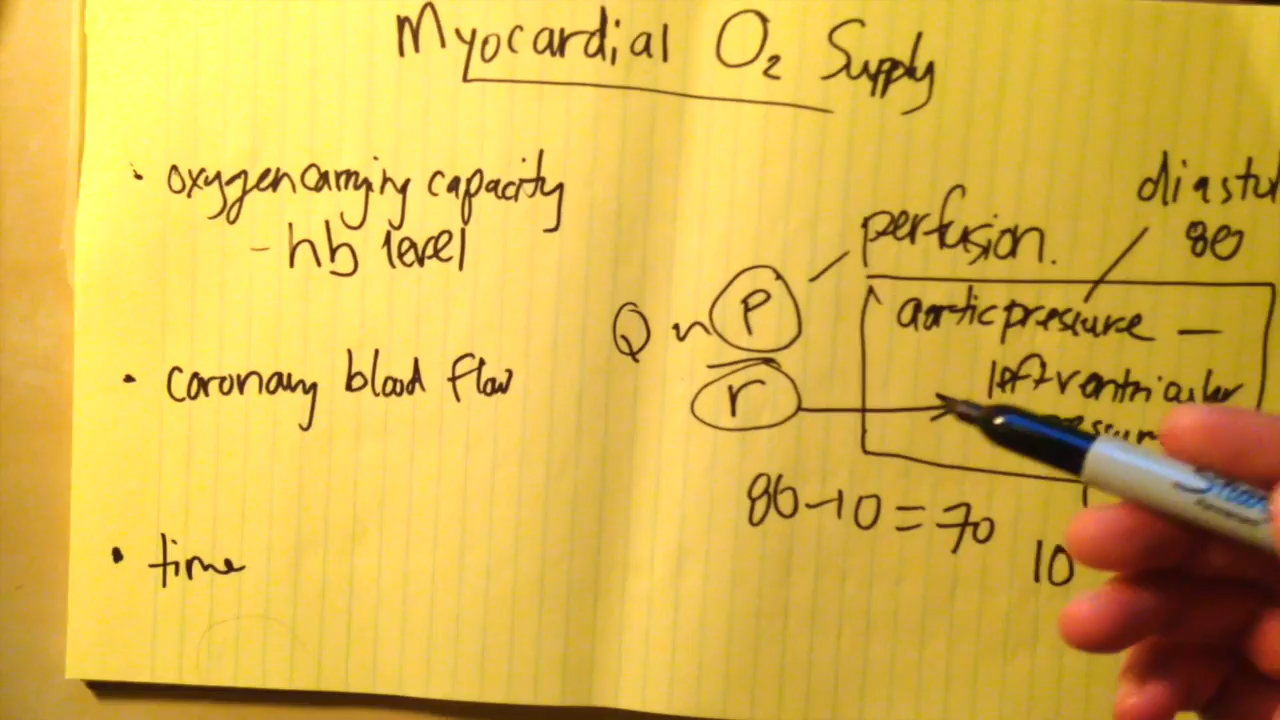 Myocardial O₂ Supply
• oxygen carrying capacity
- hb level
• coronary blood flow
• time
Q ~ P
r
perfusion.
diastol
80
aortic pressure —
left ventricular
80-10=70
10